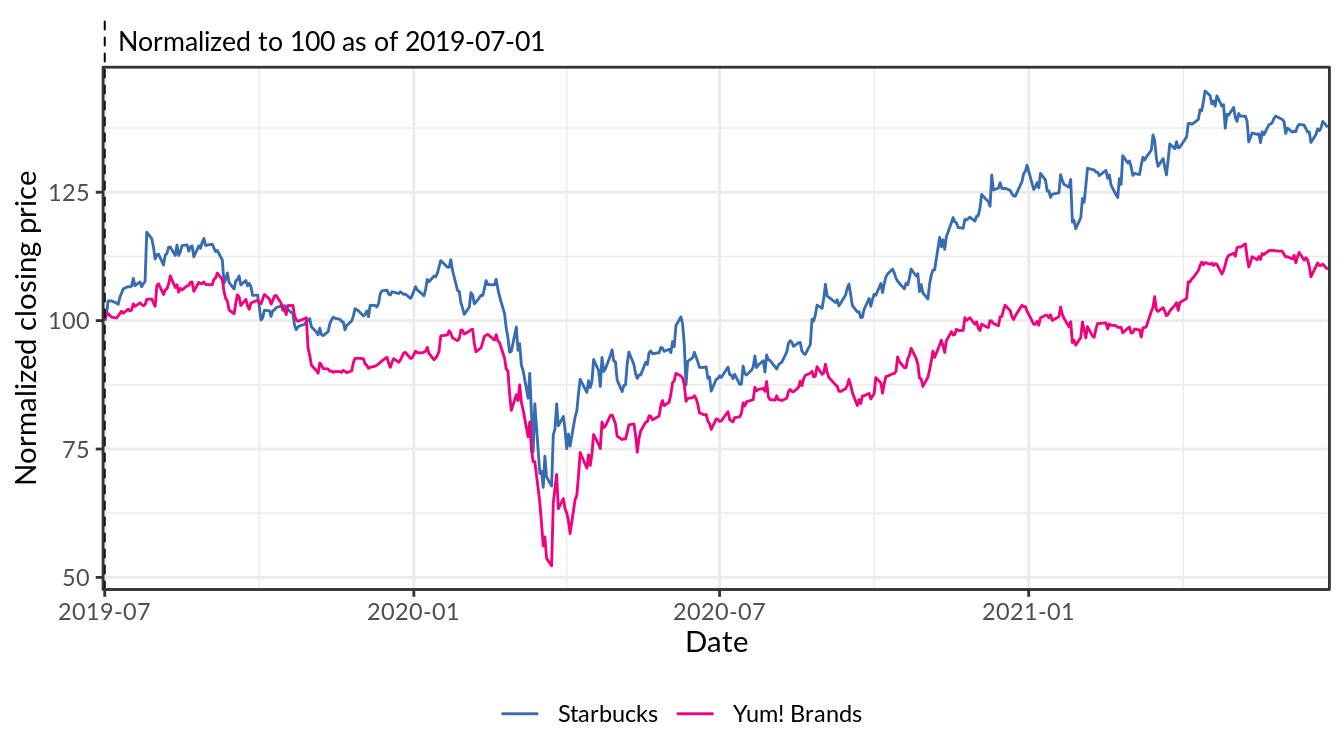 Normalized to 100 as of 2019-07-01
Normalized closing price
125
100
75
50
2019-07 2020-01 2020-07 2021-01
Date
Starbucks Yum! Brands